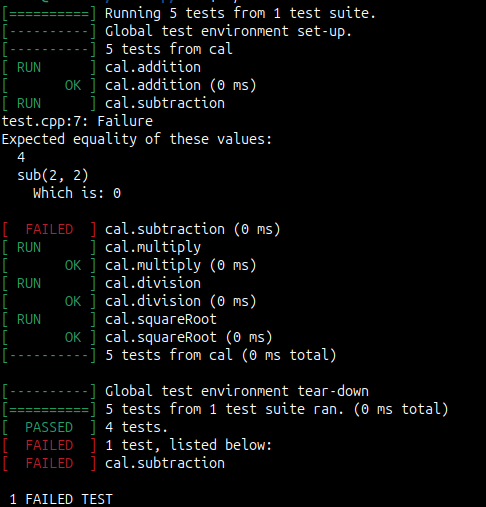 [==========] Running 5 tests from 1 test suite.
[----------] Global test environment set-up.
[----------] 5 tests from cal
[ RUN      ] cal.addition
[       OK ] cal.addition (0 ms)
[ RUN      ] cal.subtraction
test.cpp:7: Failure
Expected equality of these values:
  4
  sub(2, 2)
    Which is: 0

[  FAILED  ] cal.subtraction (0 ms)
[ RUN      ] cal.multiply
[       OK ] cal.multiply (0 ms)
[ RUN      ] cal.division
[       OK ] cal.division (0 ms)
[ RUN      ] cal.squareRoot
[       OK ] cal.squareRoot (0 ms)
[----------] 5 tests from cal (0 ms total)

[----------] Global test environment tear-down
[==========] 5 tests from 1 test suite ran. (0 ms total)
[  PASSED  ] 4 tests.
[  FAILED  ] 1 test, listed below:
[  FAILED  ] cal.subtraction

 1 FAILED TEST